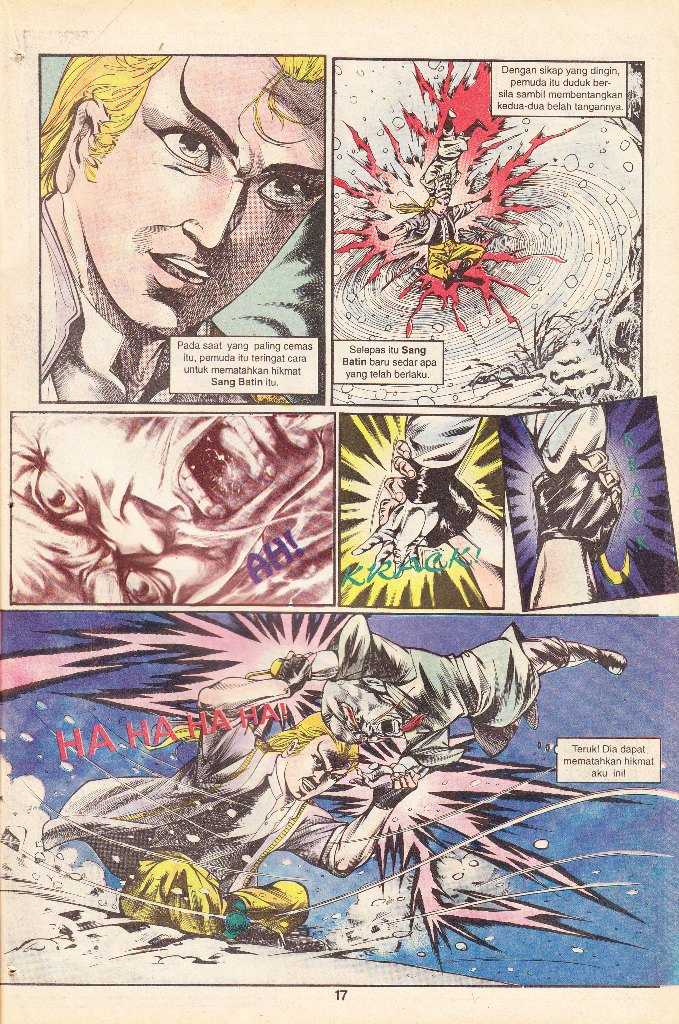 Pada saat yang paling cemas
itu, pemuda itu teringat cara
untuk mematahkan hikmat
Sang Batin itu.
Dengan sikap yang dingin,
pemuda itu duduk ber-
sila sambil membentangkan
kedua-dua belah tangannya.
Selepas itu Sang
Batin baru sedar apa
yang telah berlaku.
AH!
KRACK!
KRACK
HA HA HA HA!
Teruk! Dia dapat
mematahkan hikmat
aku ini!
17